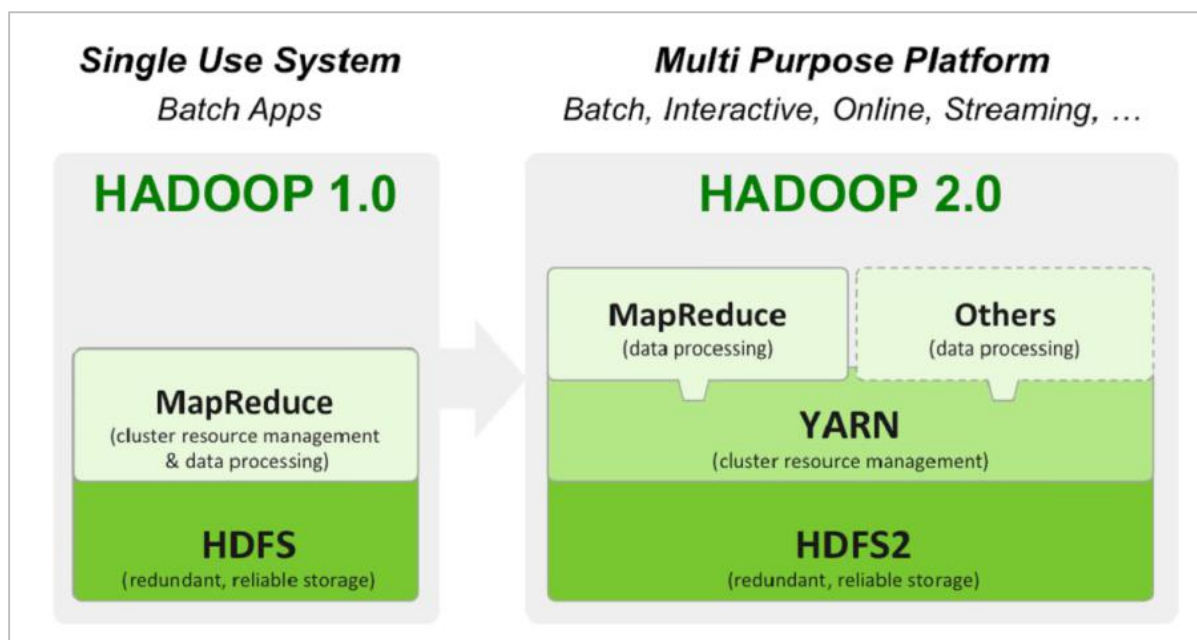 Single Use System
Batch Apps
HADOOP 1.0
MapReduce
(cluster resource management
& data processing)
HDFS
(redundant, reliable storage)
Multi Purpose Platform
Batch, Interactive, Online, Streaming, …
HADOOP 2.0
MapReduce
(data processing)
Others
(data processing)
YARN
(cluster resource management)
HDFS2
(redundant, reliable storage)